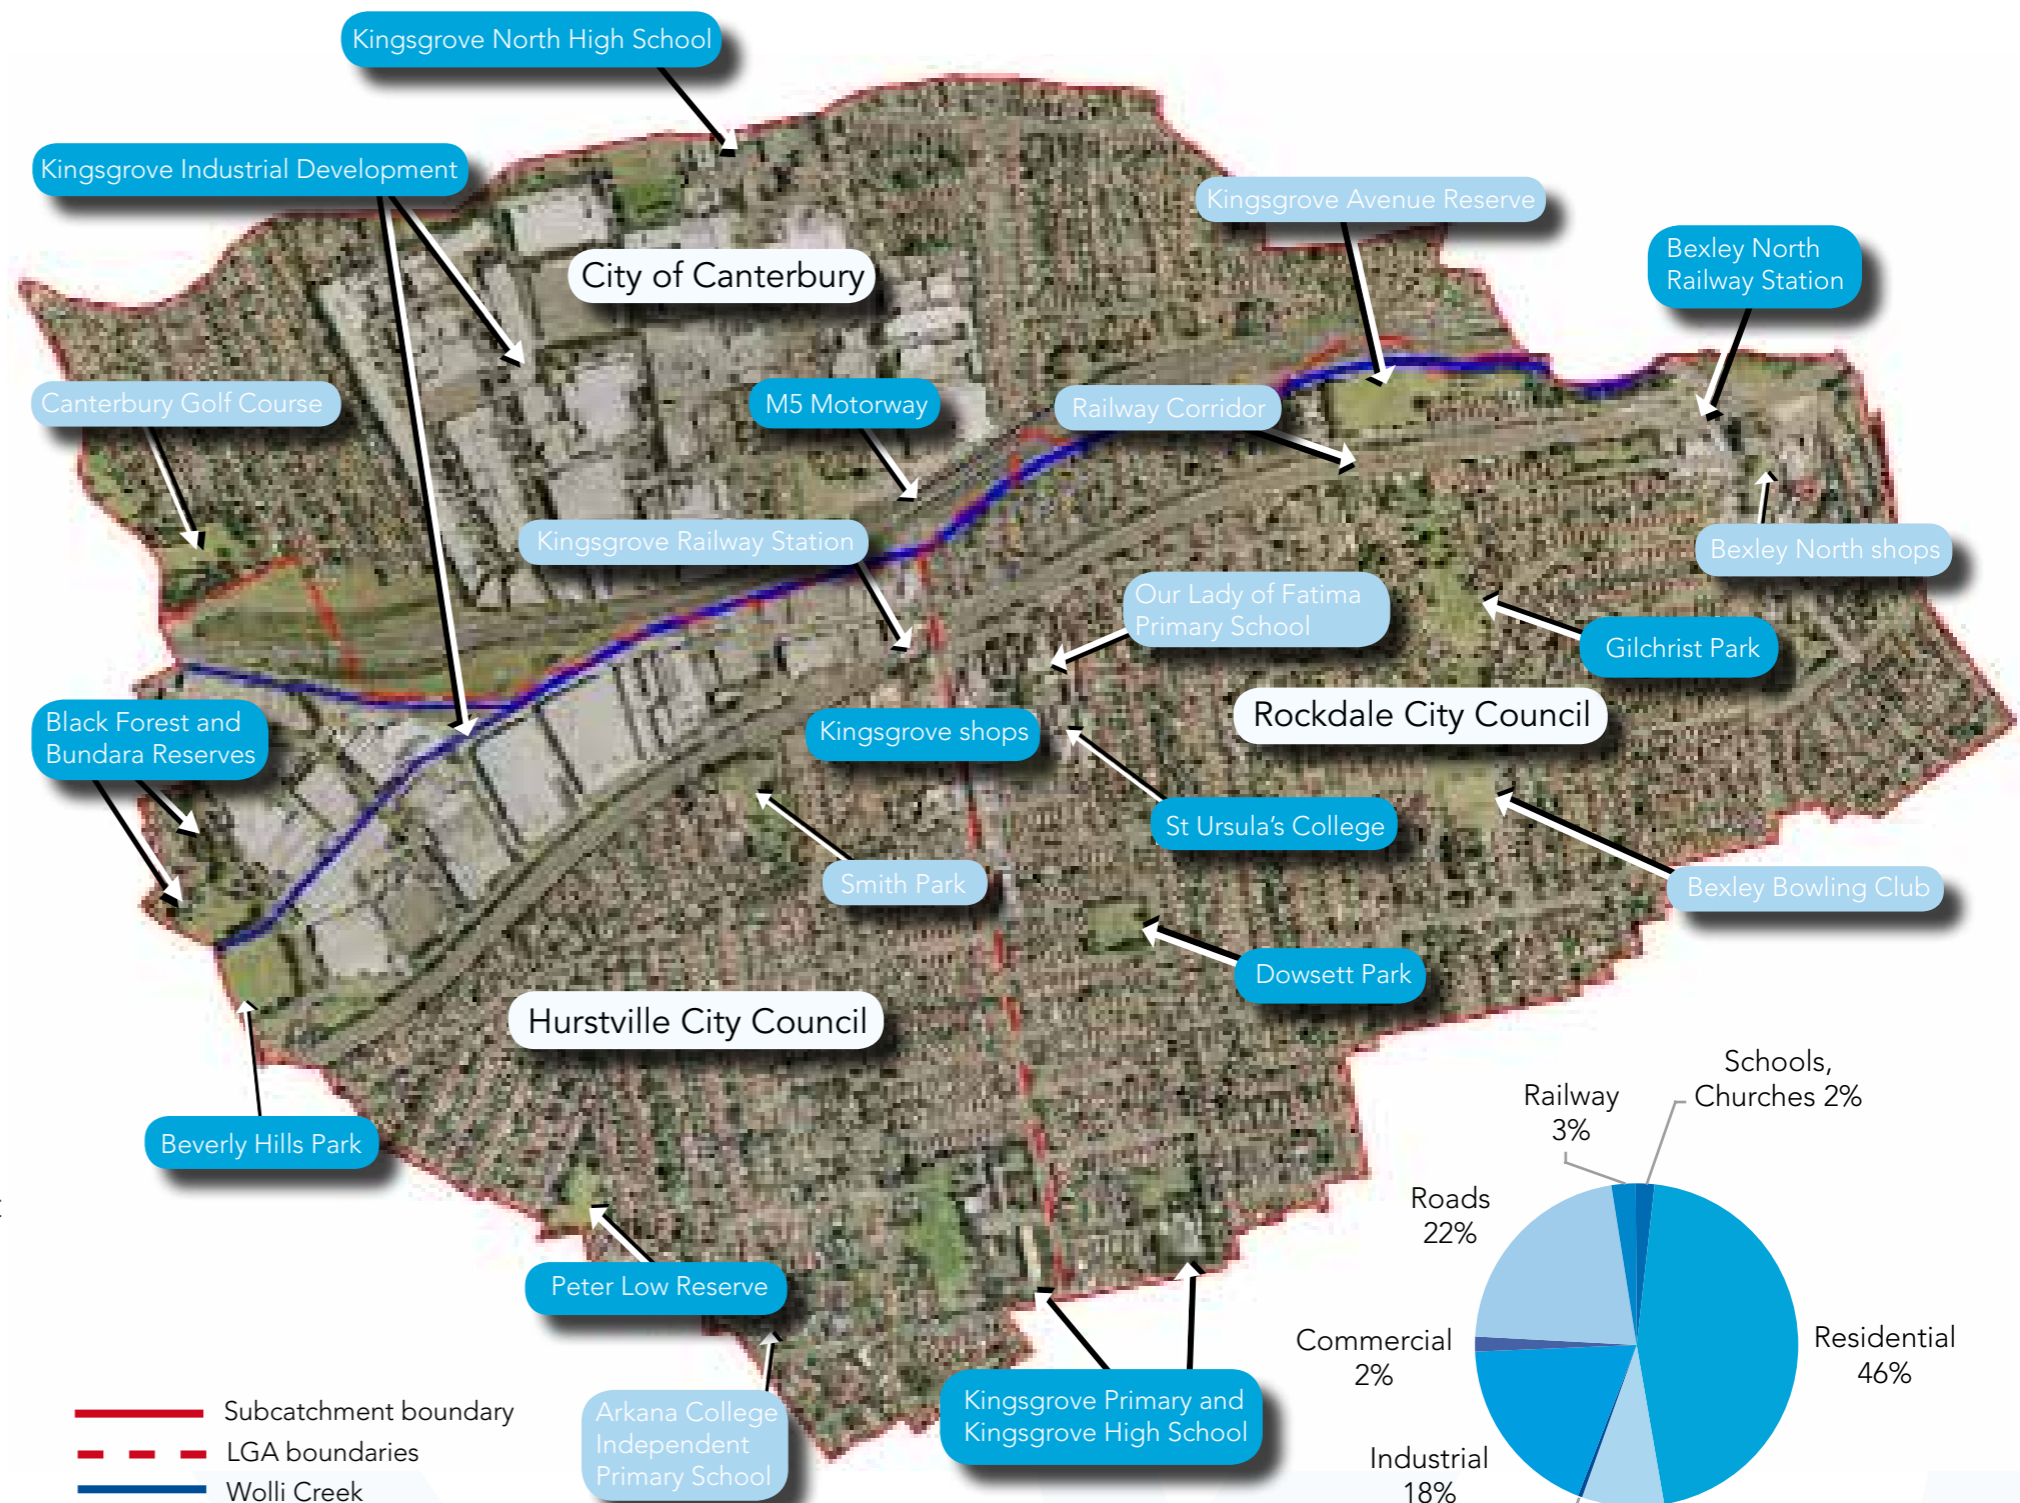 Kingsgrove North High School
Kingsgrove Industrial Development
Kingsgrove Avenue Reserve
City of Canterbury
Bexley North
Railway Station
Canterbury Golf Course
M5 Motorway
Railway Corridor
Kingsgrove Railway Station
Bexley North shops
Our Lady of Fatima
Primary School
Gilchrist Park
Black Forest and
Bundara Reserves
Kingsgrove shops
Rockdale City Council
St Ursula's College
Smith Park
Bexley Bowling Club
Dowsett Park
Hurstville City Council
Beverly Hills Park
Peter Low Reserve
Arkana College
Independent
Primary School
Kingsgrove Primary and
Kingsgrove High School
Subcatchment boundary
LGA boundaries
Wolli Creek
Schools,
Churches 2%
Railway
3%
Roads
22%
Commercial
2%
Residential
46%
Industrial
18%